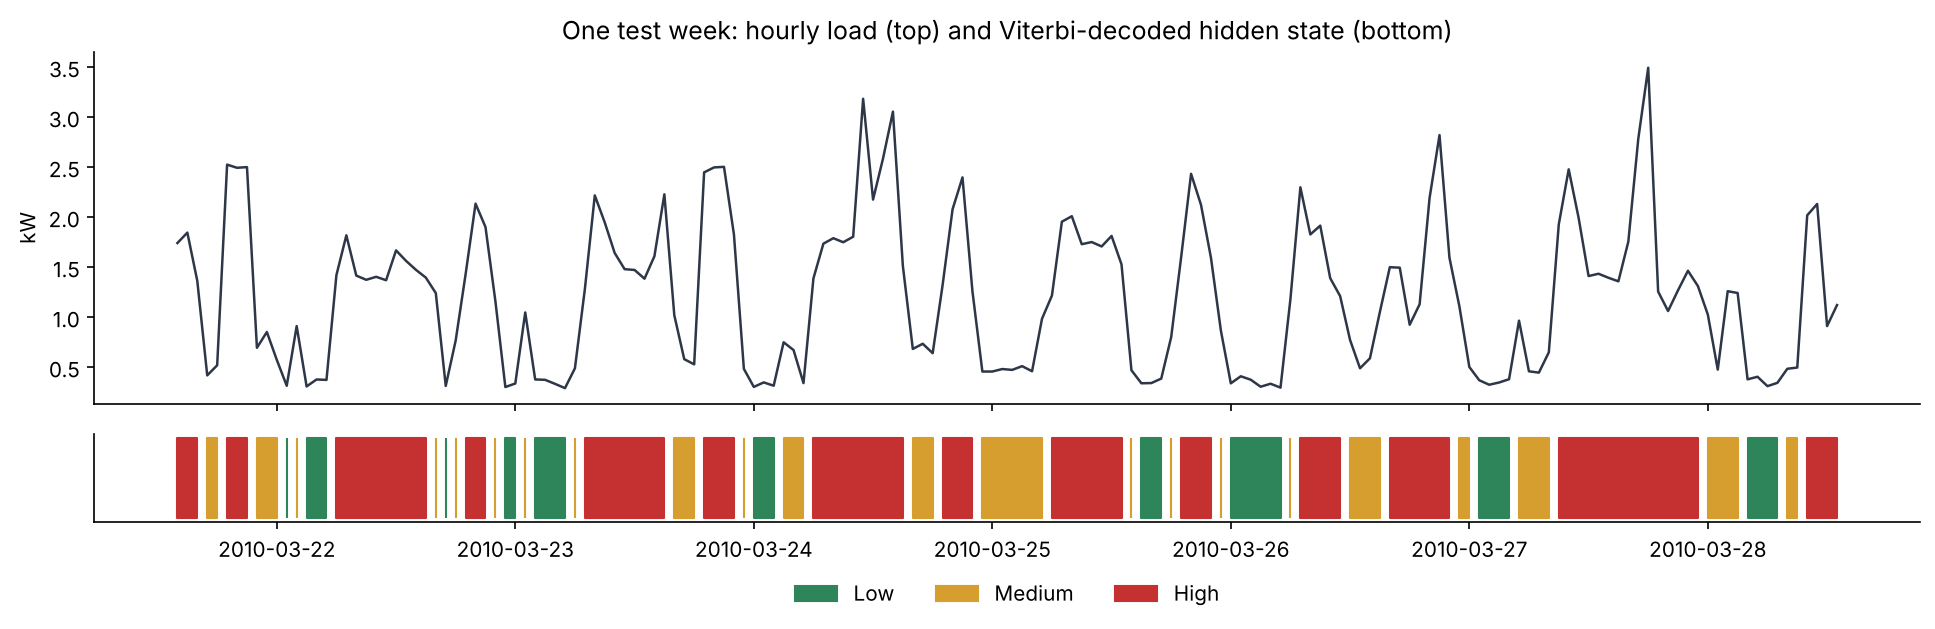 One test week: hourly load (top) and Viterbi-decoded hidden state (bottom)
kW
3.5
3.0
2.5
2.0
1.5
1.0
0.5
2010-03-22 2010-03-23 2010-03-24 2010-03-25 2010-03-26 2010-03-27 2010-03-28
Low Medium High